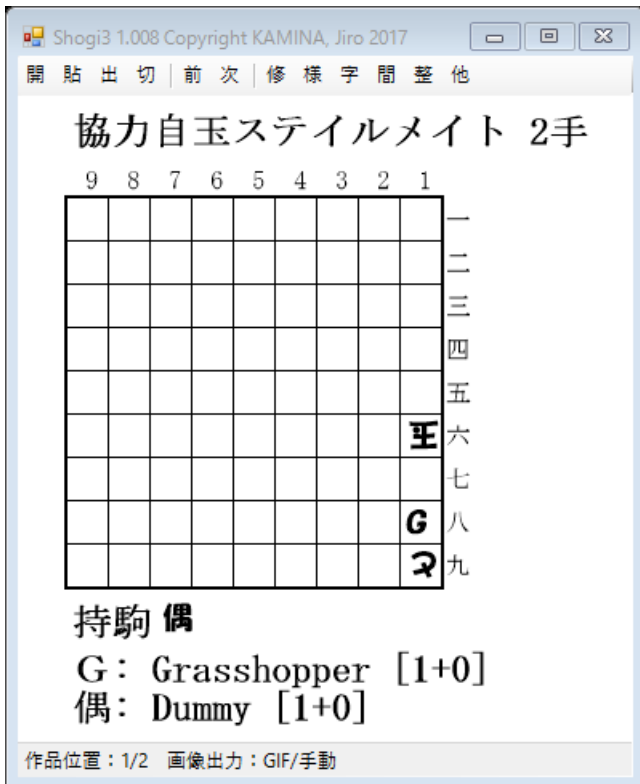 Shogi3 1.008 Copyright KAMINA, Jiro 2017
開 貼 出 切 前 次 修 様 字 間 整 他
協力自玉ステイルメイト 2手
9 8 7 6 5 4 3 2 1
一
二
三
四
五
王 六
七
G 八
九
持駒 偶
G: Grasshopper [1+0]
偶: Dummy [1+0]
作品位置:1/2 画像出力:GIF/手動